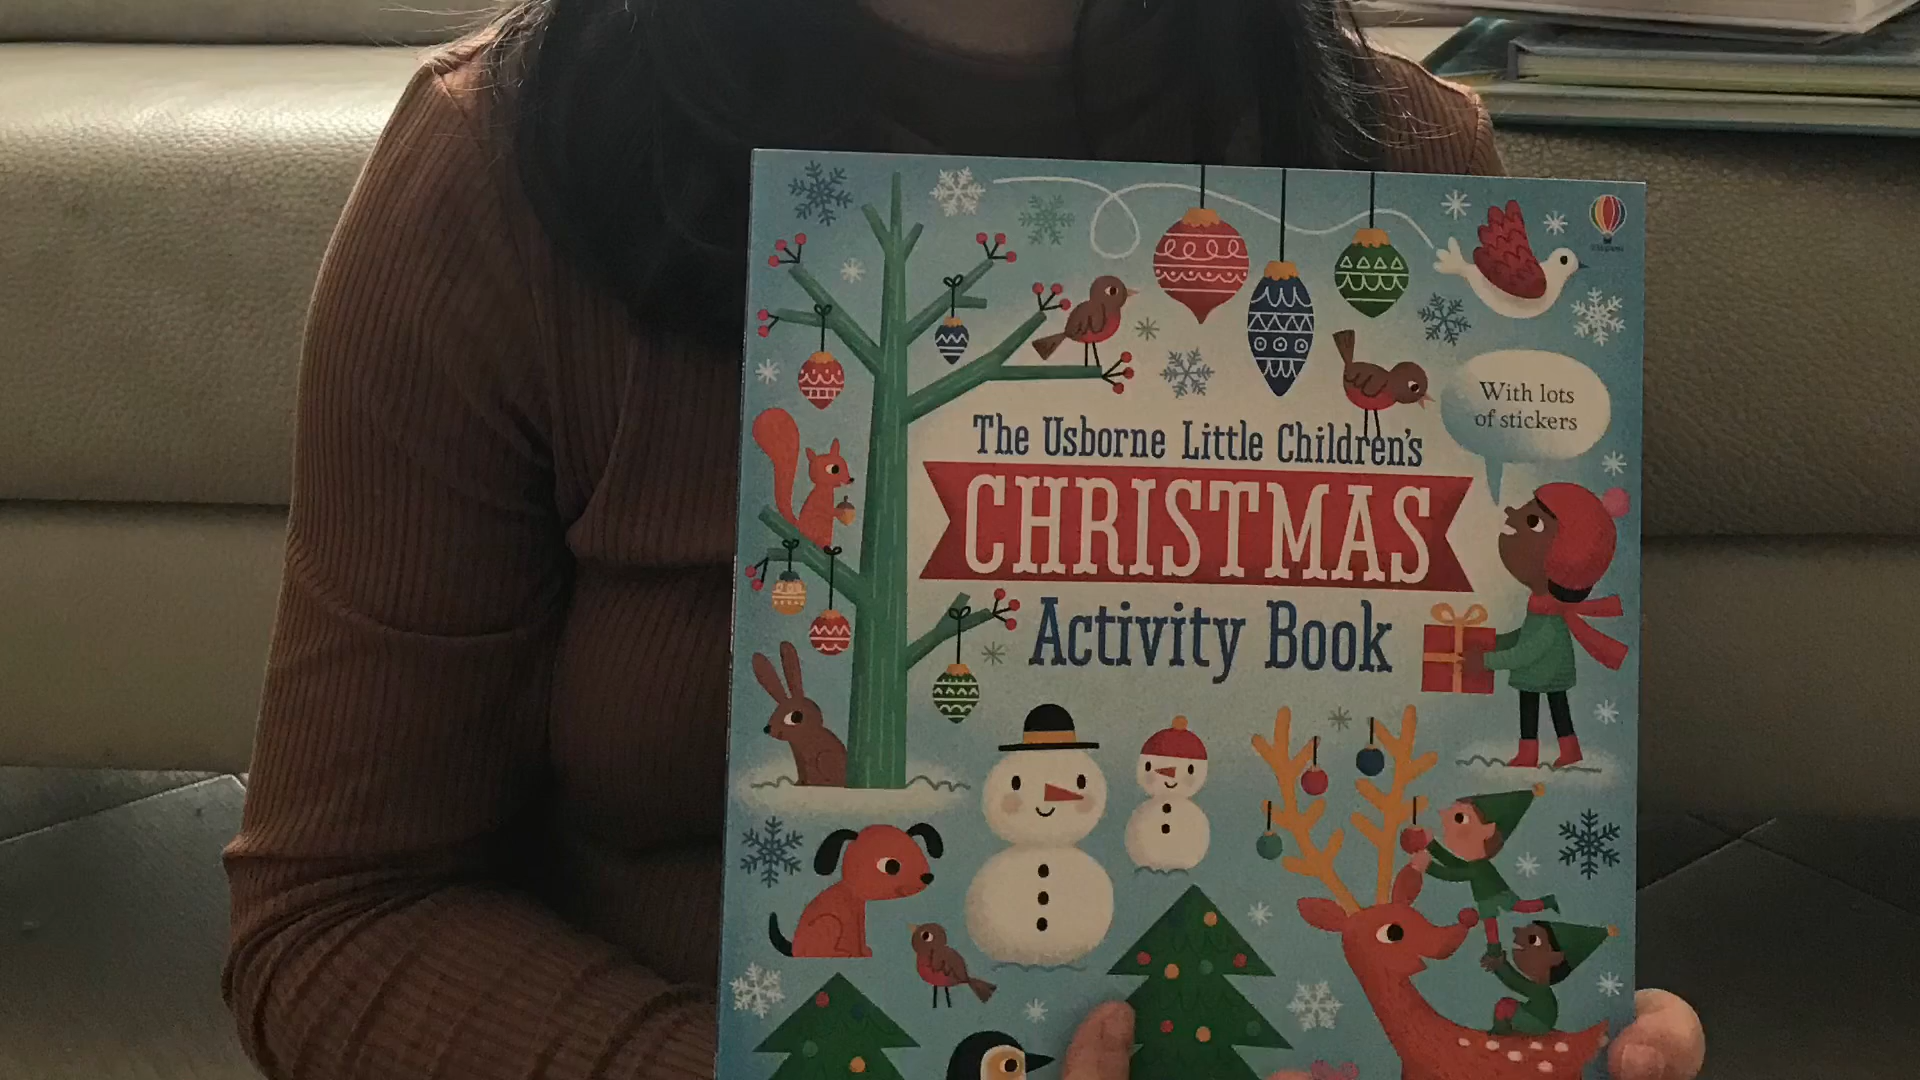 The Usborne Little Children's
CHRISTMAS
Activity Book
With lots
of stickers